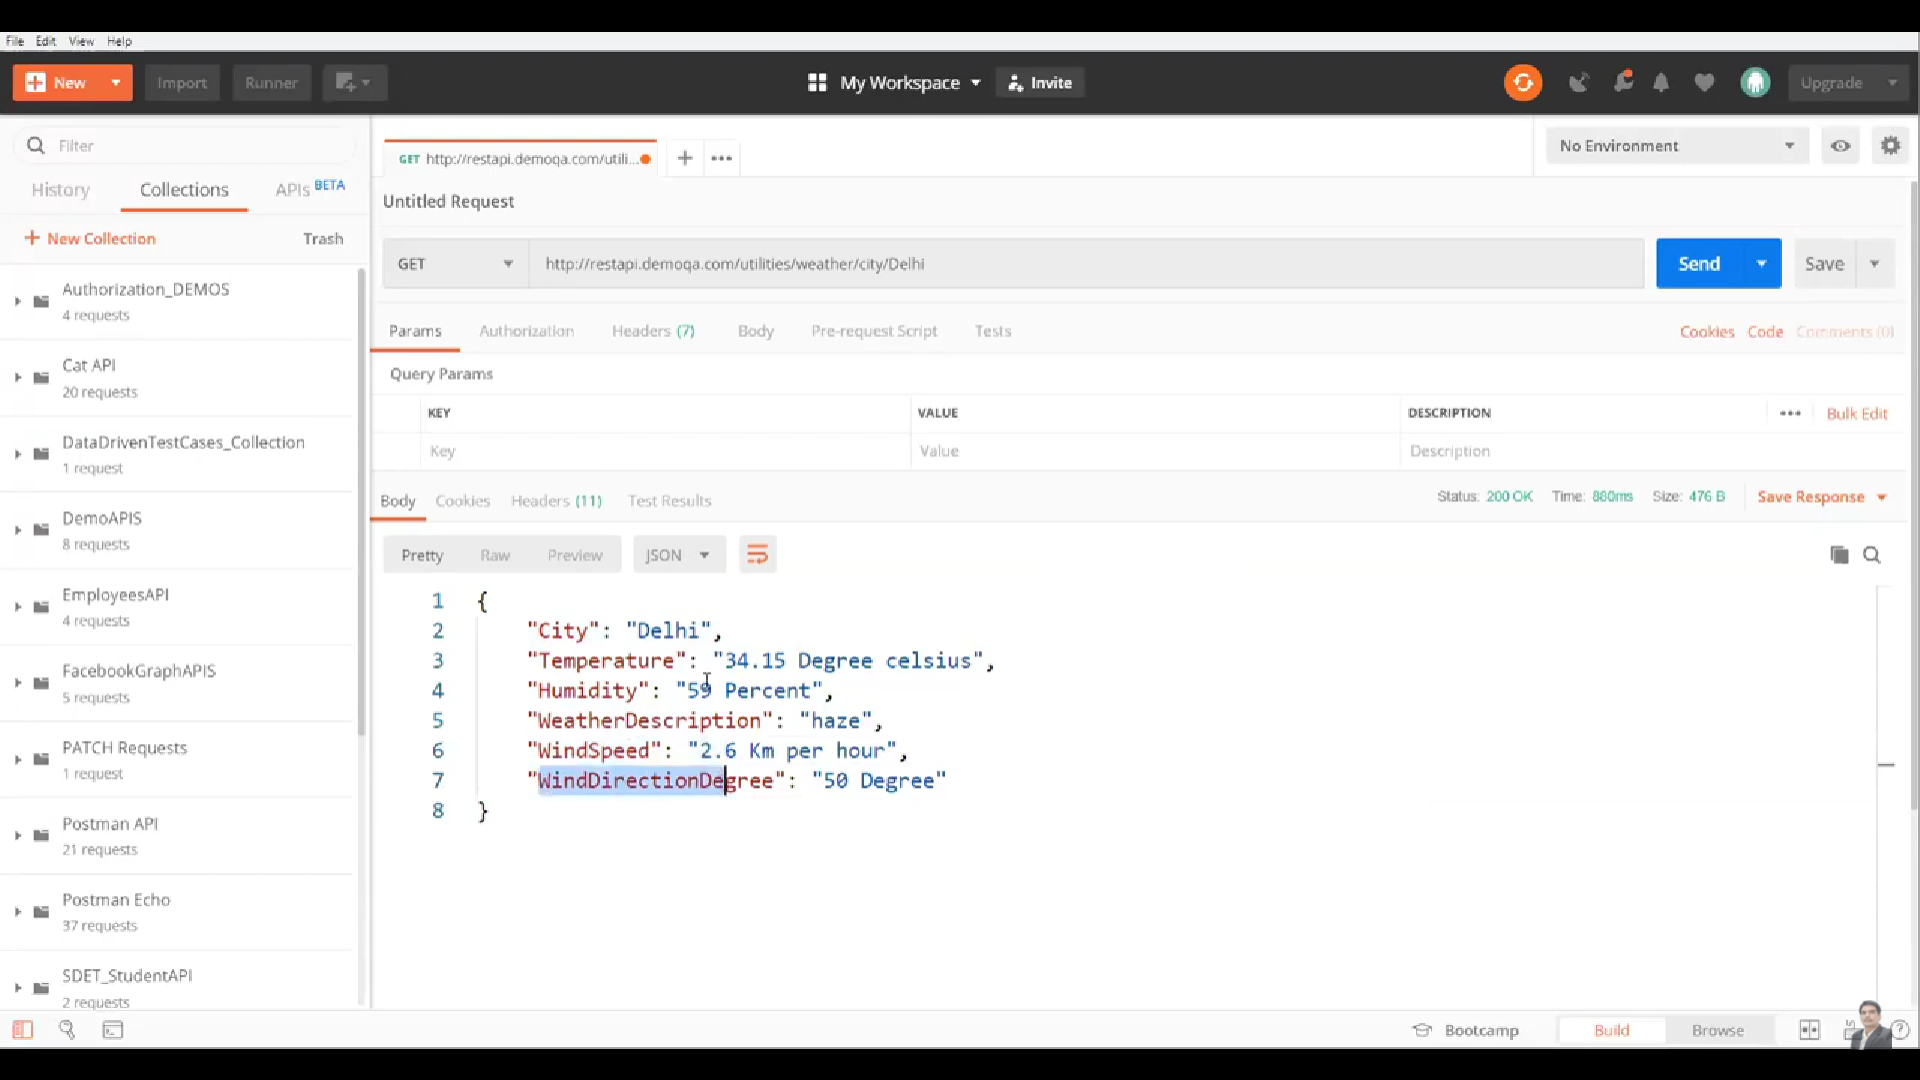 File Edit View Help
New Import Runner My Workspace Invite Upgrade
Filter
GET http://restapi.demoqa.com/utili... No Environment
History Collections APIs BETA
Untitled Request
+ New Collection Trash
GET http://restapi.demoqa.com/utilities/weather/city/Delhi Send Save
Authorization_DEMOS
4 requests
Params Authorization Headers (7) Body Pre-request Script Tests Cookies Code Comments (0)
Cat API
20 requests
Query Params
KEY VALUE DESCRIPTION ••• Bulk Edit
Key Value Description
DataDrivenTestCases_Collection
1 request
Body Cookies Headers (11) Test Results Status: 200 OK Time: 880ms Size: 476 B Save Response
DemoAPIS
8 requests
Pretty Raw Preview JSON
EmployeesAPI
4 requests
1 {
2 "City": "Delhi",
3 "Temperature": "34.15 Degree celsius",
4 "Humidity": "59 Percent",
5 "WeatherDescription": "haze",
6 "WindSpeed": "2.6 Km per hour",
7 "WindDirectionDegree": "50 Degree"
8 }
FacebookGraphAPIS
5 requests
PATCH Requests
1 request
Postman API
21 requests
Postman Echo
37 requests
SDET_StudentAPI
2 requests
Bootcamp Build Browse